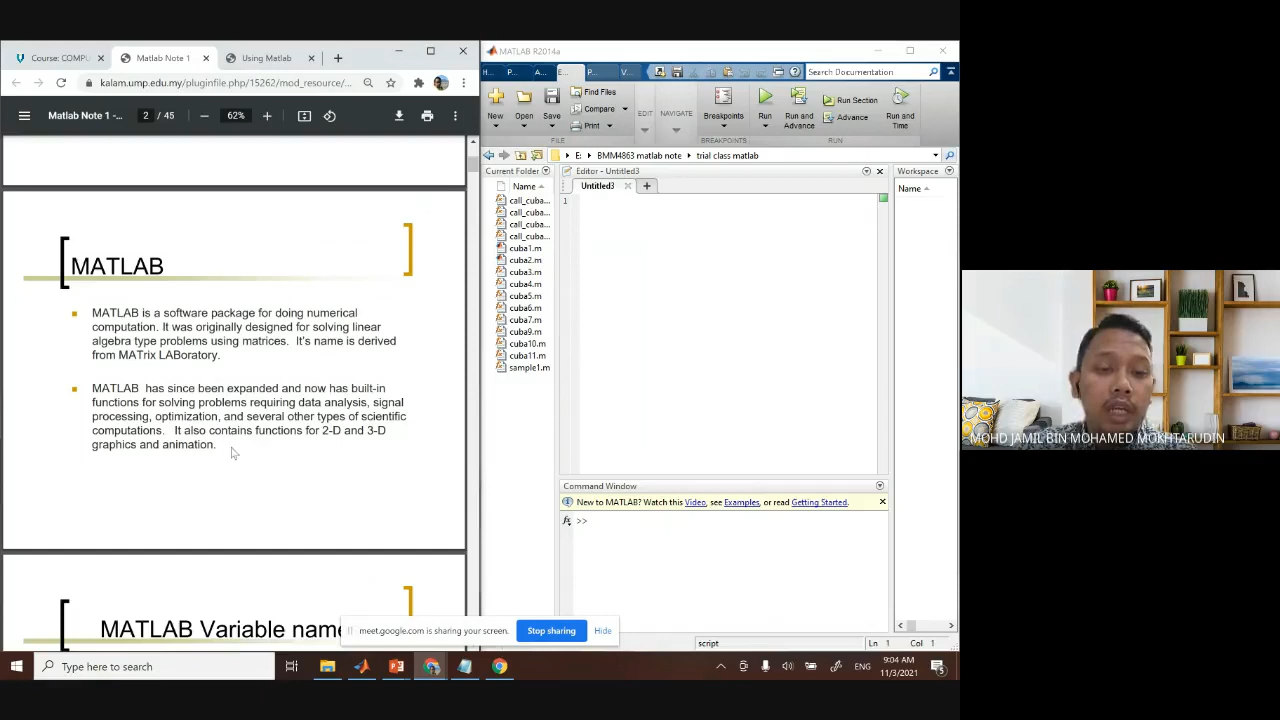 Course: COMPU
Matlab Note 1
Using Matlab
kalam.ump.edu.my/pluginfile.php/15262/mod_resource/...
Matlab Note 1 -...
2 / 45
62%
MATLAB
MATLAB is a software package for doing numerical
computation. It was originally designed for solving linear
algebra type problems using matrices. It's name is derived
from MATrix LABoratory.
MATLAB has since been expanded and now has built-in
functions for solving problems requiring data analysis, signal
processing, optimization, and several other types of scientific
computations. It also contains functions for 2-D and 3-D
graphics and animation.
MATLAB Variable name
MATLAB R2014a
H...
P...
A...
E...
P...
V...
Search Documentation
New
Open
Save
Find Files
Compare
Print
FILE
EDIT
NAVIGATE
Breakpoints
BREAKPOINTS
Run
Run and
Advance
Run Section
Advance
Run and
Time
RUN
E:
BMM4863 matlab note
trial class matlab
Current Folder
Name
call_cuba...
call_cuba...
call_cuba...
call_cuba...
cuba1.m
cuba2.m
cuba3.m
cuba4.m
cuba5.m
cuba6.m
cuba7.m
cuba9.m
cuba10.m
cuba11.m
sample1.m
Editor - Untitled3
Untitled3
1
Workspace
Name
Command Window
New to MATLAB? Watch this Video, see Examples, or read Getting Started.
fx >>
script
Ln 1
Col 1
meet.google.com is sharing your screen.
Stop sharing
Hide
Type here to search
ENG
9:04 AM
11/3/2021
5
MOHD JAMIL BIN MOHAMED MOKHTARUDIN